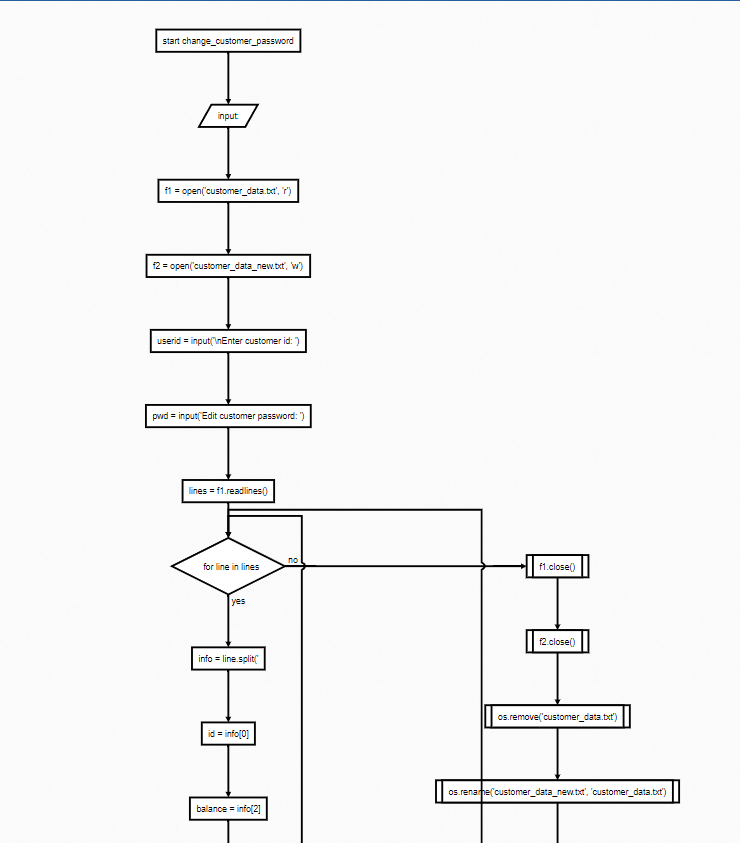 start change_customer_password
input:
f1 = open('customer_data.txt', 'r')
f2 = open('customer_data_new.txt', 'w')
userid = input('\nEnter customer id: ')
pwd = input('Edit customer password: ')
lines = f1.readlines()
for line in lines
no
yes
f1.close()
f2.close()
info = line.split('
os.remove('customer_data.txt')
id = info[0]
os.rename('customer_data_new.txt', 'customer_data.txt')
balance = info[2]